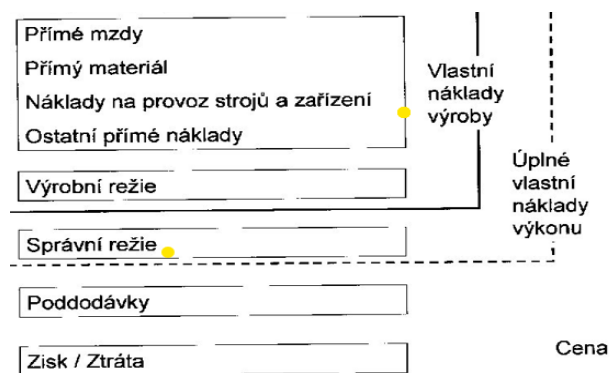 Přímé mzdy
Přímý materiál
Náklady na provoz strojů a zařízení
Ostatní přímé náklady
Vlastní
náklady
výroby
Výrobní režie
Úplné
vlastní
náklady
výkonu
Správní režie
Poddodávky
Zisk / Ztráta
Cena